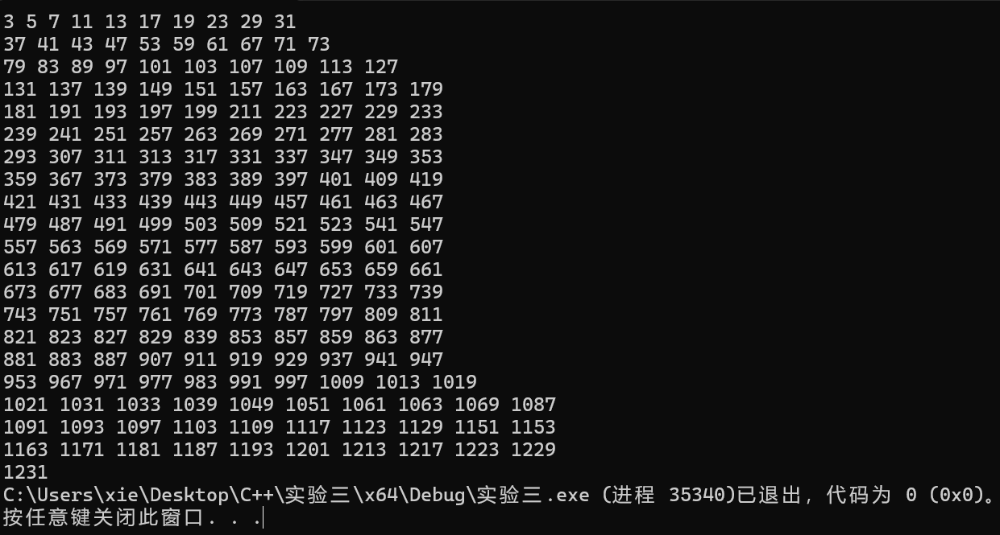 3 5 7 11 13 17 19 23 29 31
37 41 43 47 53 59 61 67 71 73
79 83 89 97 101 103 107 109 113 127
131 137 139 149 151 157 163 167 173 179
181 191 193 197 199 211 223 227 229 233
239 241 251 257 263 269 271 277 281 283
293 307 311 313 317 331 337 347 349 353
359 367 373 379 383 389 397 401 409 419
421 431 433 439 443 449 457 461 463 467
479 487 491 499 503 509 521 523 541 547
557 563 569 571 577 587 593 599 601 607
613 617 619 631 641 643 647 653 659 661
673 677 683 691 701 709 719 727 733 739
743 751 757 761 769 773 787 797 809 811
821 823 827 829 839 853 857 859 863 877
881 883 887 907 911 919 929 937 941 947
953 967 971 977 983 991 997 1009 1013 1019
1021 1031 1033 1039 1049 1051 1061 1063 1069 1087
1091 1093 1097 1103 1109 1117 1123 1129 1151 1153
1163 1171 1181 1187 1193 1201 1213 1217 1223 1229
1231
C:\Users\xie\Desktop\C++\实验三\x64\Debug\实验三.exe (进程 35340)已退出，代码为 0 (0x0)。
按任意键关闭此窗口. . .